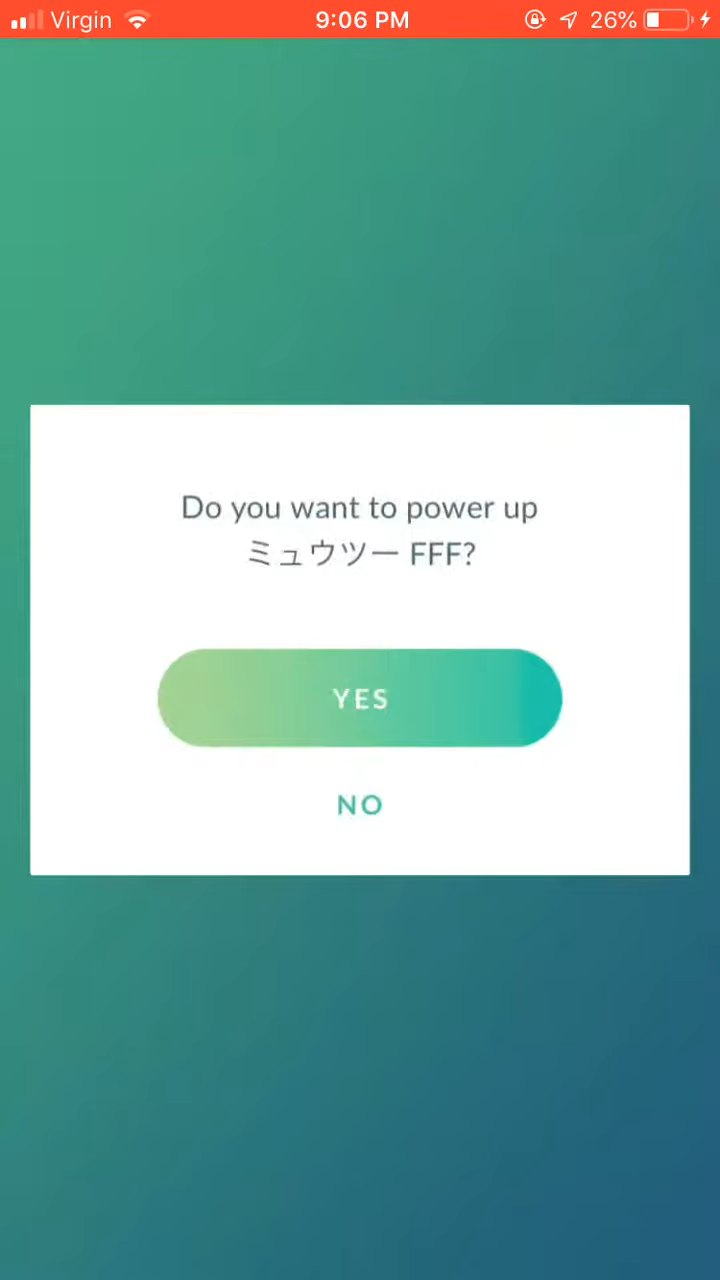 Virgin 9:06 PM 26%
Do you want to power up
ミュウツー FFF?
YES
NO